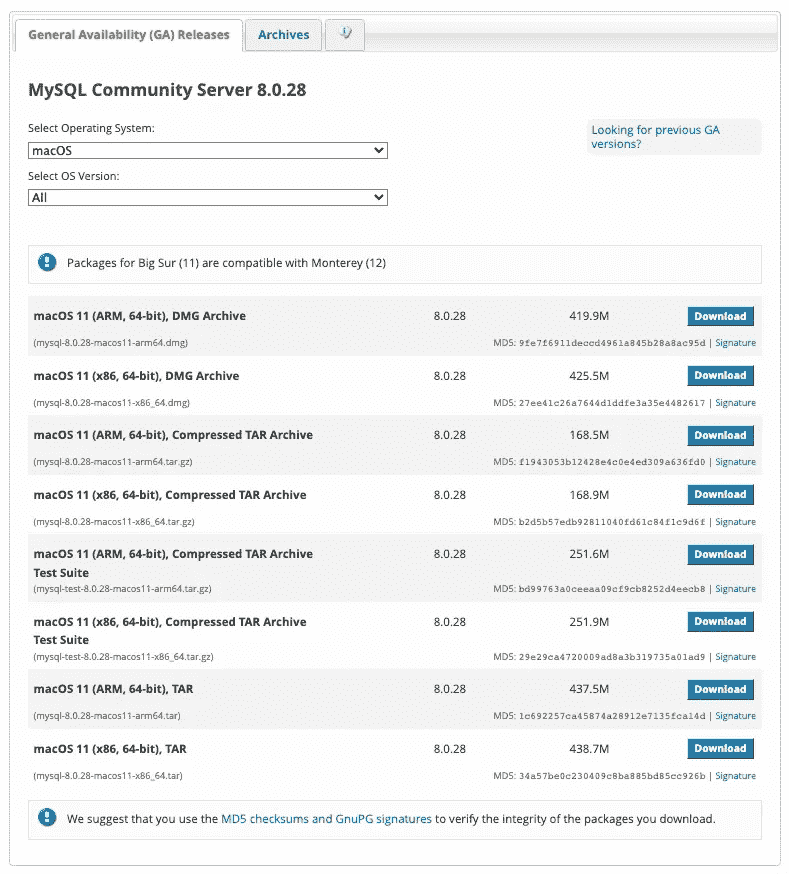 General Availability (GA) Releases Archives
MySQL Community Server 8.0.28
Select Operating System:
macOS
Looking for previous GA
versions?
Select OS Version:
All
Packages for Big Sur (11) are compatible with Monterey (12)
macOS 11 (ARM, 64-bit), DMG Archive 8.0.28 419.9M Download
(mysql-8.0.28-macos11-arm64.dmg) MD5: 9fe7f6911deccd4961a845b28a8ac95d | Signature
macOS 11 (x86, 64-bit), DMG Archive 8.0.28 425.5M Download
(mysql-8.0.28-macos11-x86_64.dmg) MD5: 27ee41c26a7644d1ddfe3a35e4482617 | Signature
macOS 11 (ARM, 64-bit), Compressed TAR Archive 8.0.28 168.5M Download
(mysql-8.0.28-macos11-arm64.tar.gz) MD5: f1943053b12428e4c0e4ed309a636fd0 | Signature
macOS 11 (x86, 64-bit), Compressed TAR Archive 8.0.28 168.9M Download
(mysql-8.0.28-macos11-x86_64.tar.gz) MD5: b2d5b57edb92811040fd61c84f1c9d6f | Signature
macOS 11 (ARM, 64-bit), Compressed TAR Archive 8.0.28 251.6M Download
Test Suite
(mysql-test-8.0.28-macos11-arm64.tar.gz) MD5: bd99763a0ceeaa09cf9cb8252d4eecb8 | Signature
macOS 11 (x86, 64-bit), Compressed TAR Archive 8.0.28 251.9M Download
Test Suite
(mysql-test-8.0.28-macos11-x86_64.tar.gz) MD5: 29e29ca4720009ad8a3b319735a01ad9 | Signature
macOS 11 (ARM, 64-bit), TAR 8.0.28 437.5M Download
(mysql-8.0.28-macos11-arm64.tar) MD5: 1c692257ca45874a28912e7135fca14d | Signature
macOS 11 (x86, 64-bit), TAR 8.0.28 438.7M Download
(mysql-8.0.28-macos11-x86_64.tar) MD5: 34a57be0c230409c8ba885bd85cc926b | Signature
We suggest that you use the MD5 checksums and GnuPG signatures to verify the integrity of the packages you download.